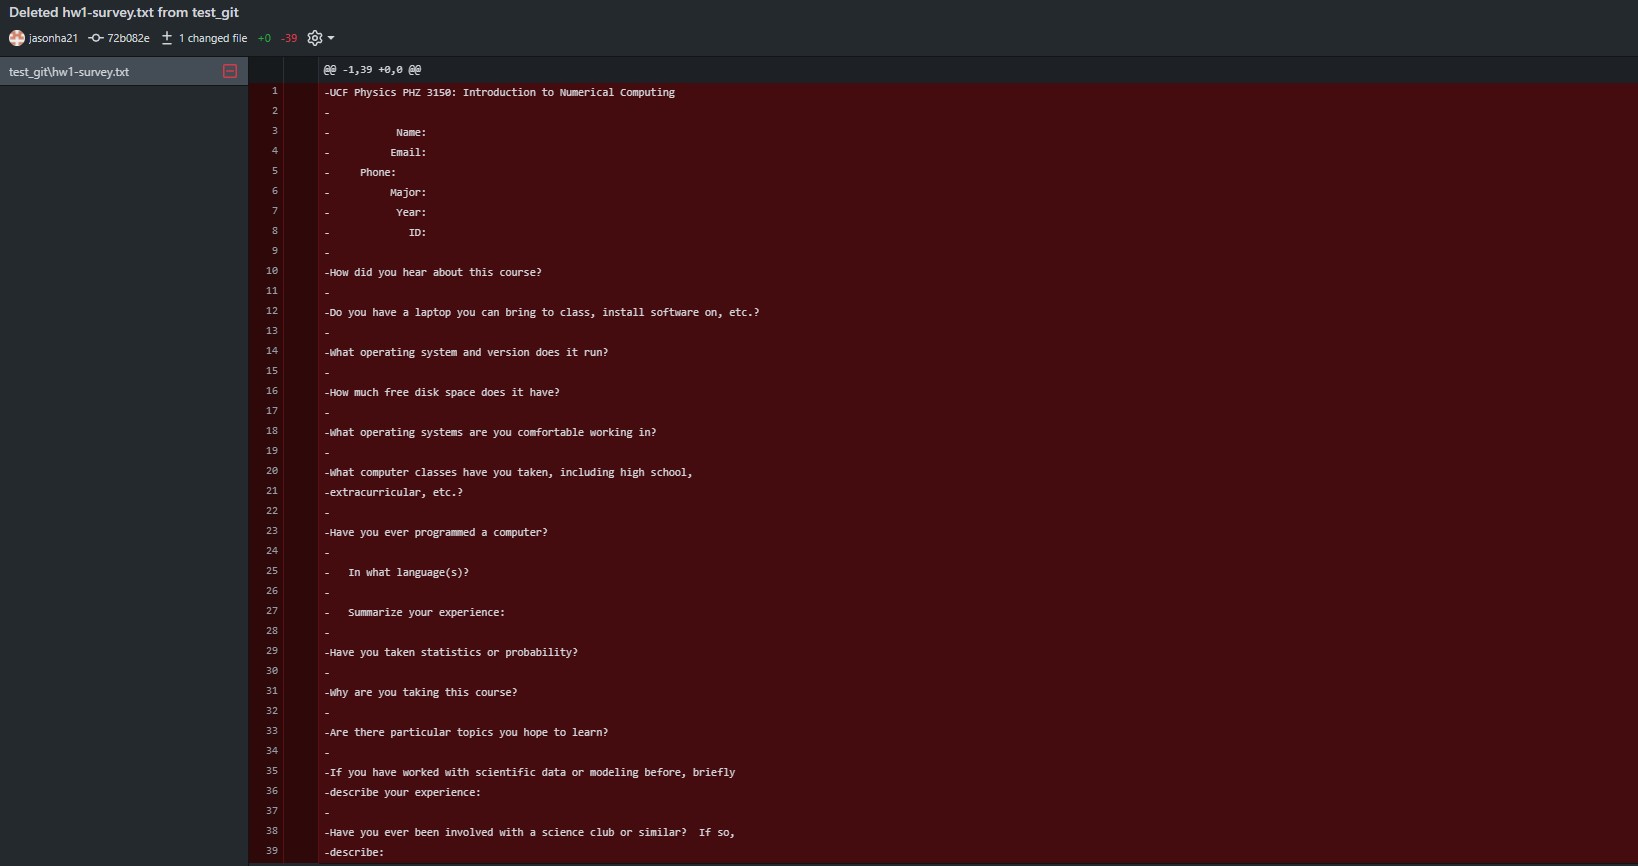 Deleted hw1-survey.txt from test_git
jasonha21 72b082e 1 changed file +0 -39
test_git\hw1-survey.txt
@@ -1,39 +0,0 @@
1 -UCF Physics PHZ 3150: Introduction to Numerical Computing
2 -
3 -           Name:
4 -          Email:
5 -     Phone:
6 -          Major:
7 -           Year:
8 -             ID:
9 -
10 -How did you hear about this course?
11 -
12 -Do you have a laptop you can bring to class, install software on, etc.?
13 -
14 -What operating system and version does it run?
15 -
16 -How much free disk space does it have?
17 -
18 -What operating systems are you comfortable working in?
19 -
20 -What computer classes have you taken, including high school,
21 -extracurricular, etc.?
22 -
23 -Have you ever programmed a computer?
24 -
25 -   In what language(s)?
26 -
27 -   Summarize your experience:
28 -
29 -Have you taken statistics or probability?
30 -
31 -Why are you taking this course?
32 -
33 -Are there particular topics you hope to learn?
34 -
35 -If you have worked with scientific data or modeling before, briefly
36 -describe your experience:
37 -
38 -Have you ever been involved with a science club or similar?  If so,
39 -describe: